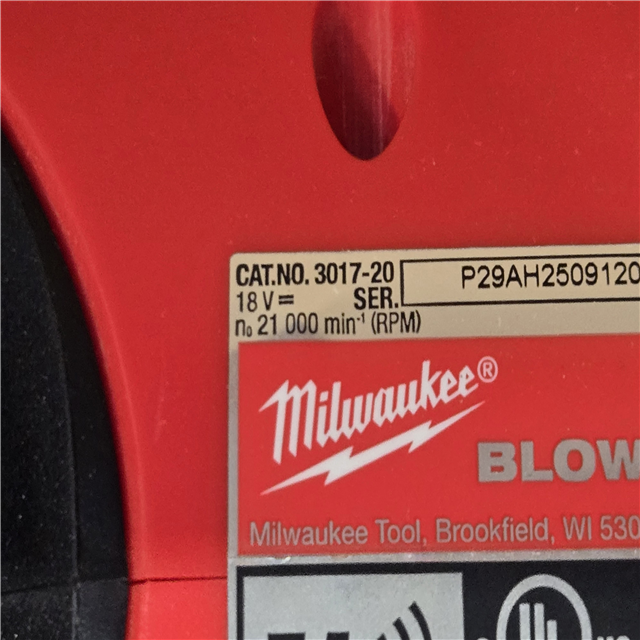 CAT.NO. 3017-20
18 V⎓ SER. P29AH2509120
n₀ 21 000 min⁻¹ (RPM)
Milwaukee®
BLOW
Milwaukee Tool, Brookfield, WI 530
UL